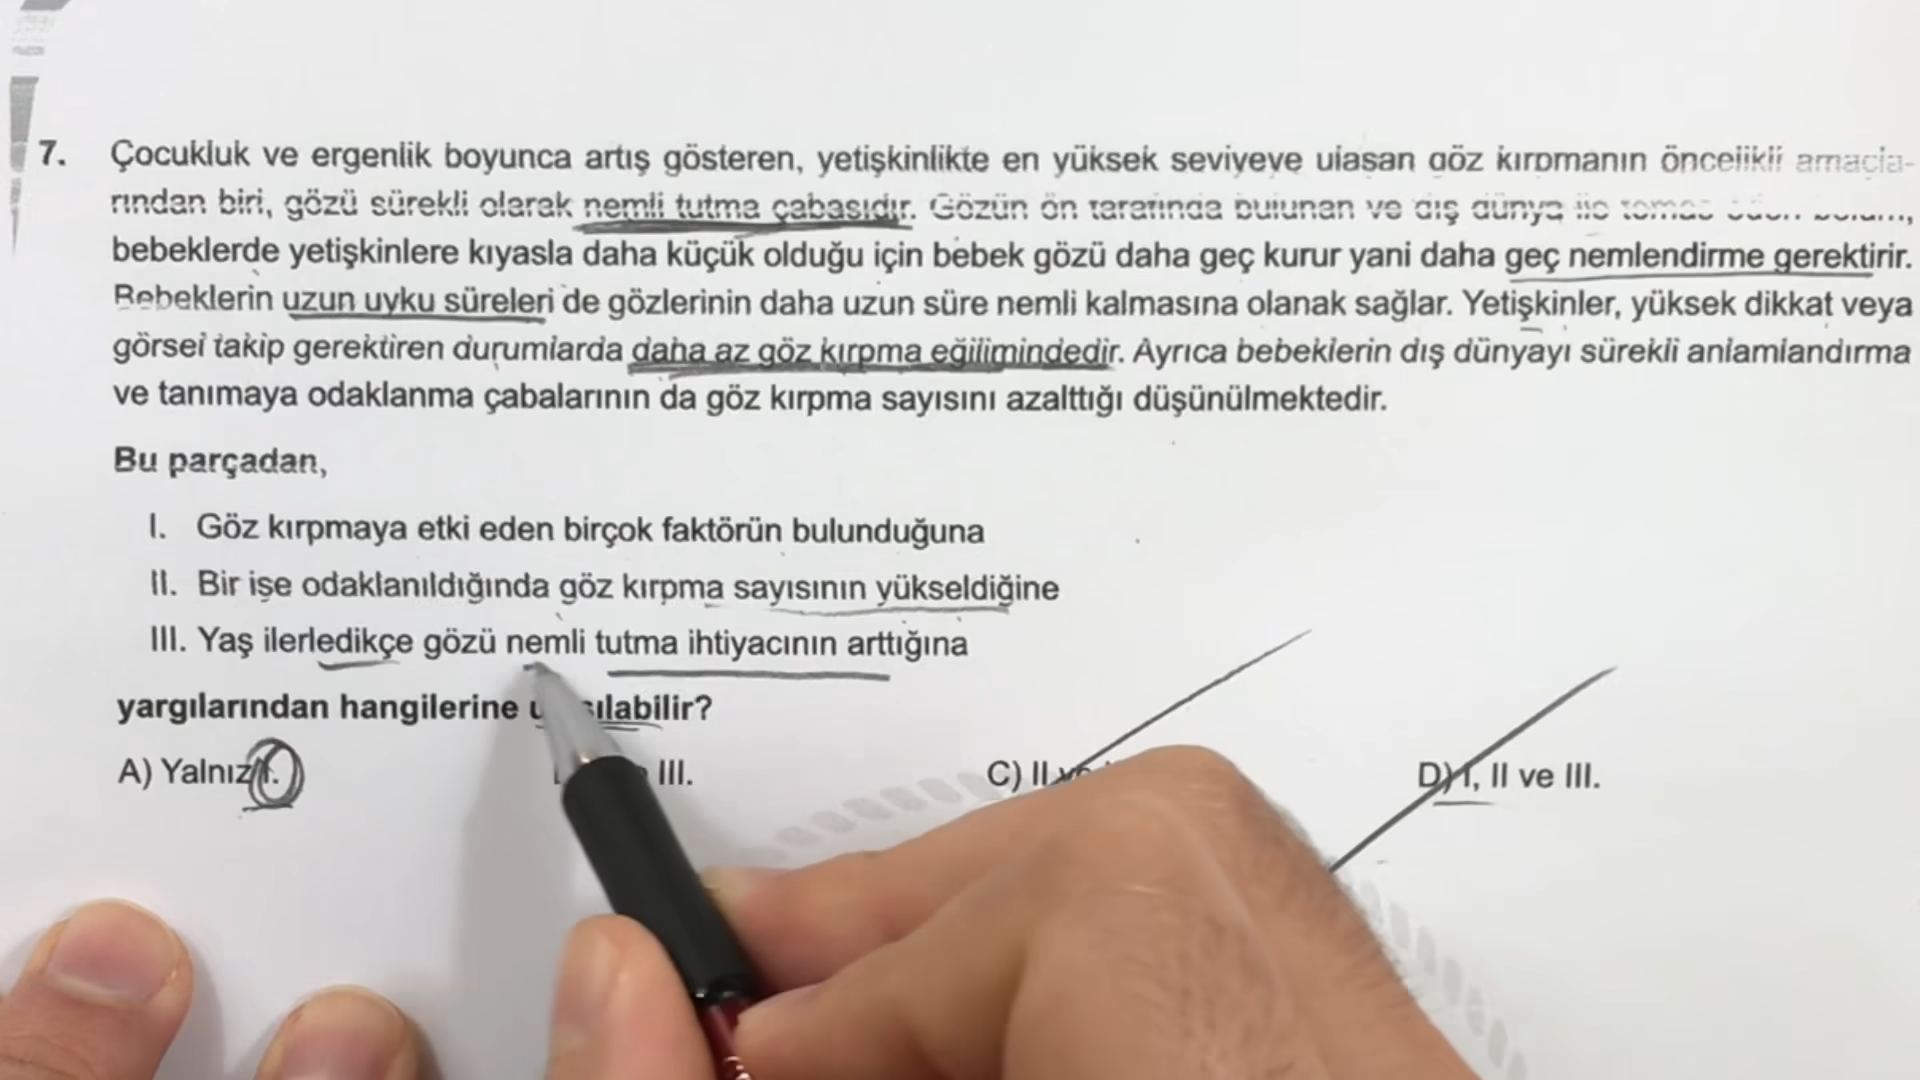 7. Çocukluk ve ergenlik boyunca artış gösteren, yetişkinlikte en yüksek seviyeye ulaşan göz kırpmanın öncelikli amaçla-
rından biri, gözü sürekli olarak nemli tutma çabasıdır. Gözün ön tarafında bulunan ve dış dünya ile temas eden bölüm,
bebeklerde yetişkinlere kıyasla daha küçük olduğu için bebek gözü daha geç kurur yani daha geç nemlendirme gerektirir.
Bebeklerin uzun uyku süreleri de gözlerinin daha uzun süre nemli kalmasına olanak sağlar. Yetişkinler, yüksek dikkat veya
görsel takip gerektiren durumlarda daha az göz kırpma eğilimindedir. Ayrıca bebeklerin dış dünyayı sürekli anlamlandırma
ve tanımaya odaklanma çabalarının da göz kırpma sayısını azalttığı düşünülmektedir.
Bu parçadan,
I. Göz kırpmaya etki eden birçok faktörün bulunduğuna
II. Bir işe odaklanıldığında göz kırpma sayısının yükseldiğine
III. Yaş ilerledikçe gözü nemli tutma ihtiyacının arttığına
yargılarından hangilerine
A) Yalnız I. III. C) II D) I, II ve III.